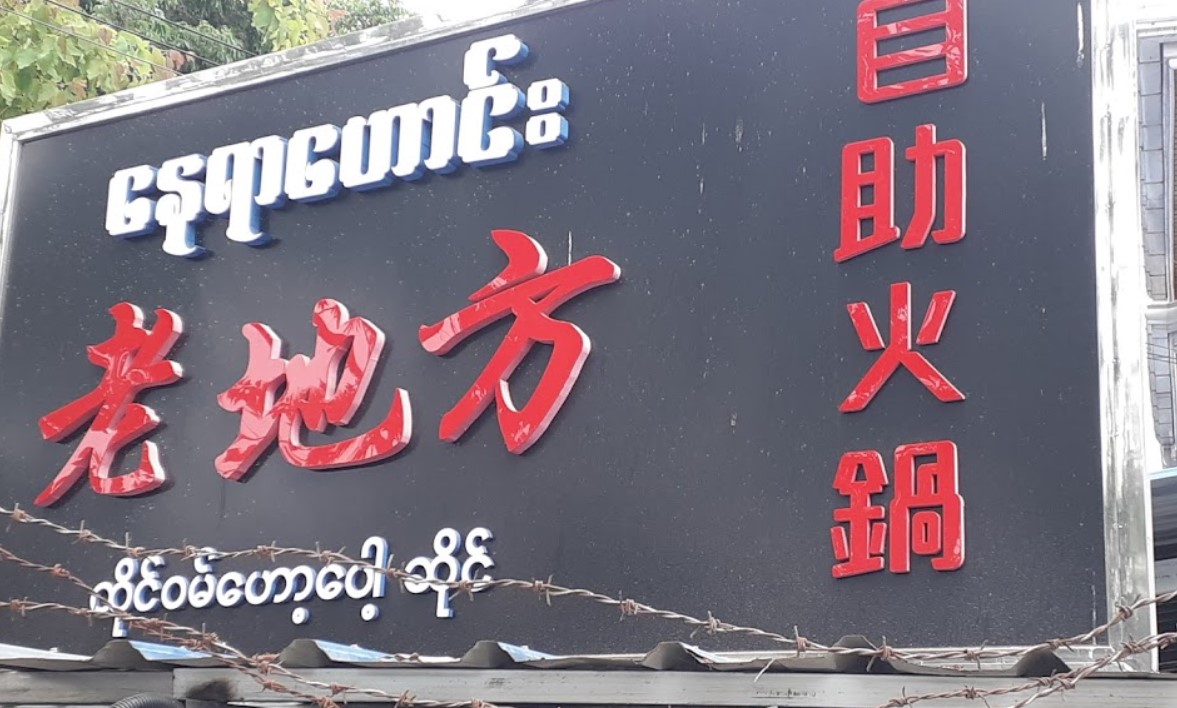 နေရာဟောင်း
老地方
ထိုင်ဝမ်ဟော့ပေါ့ ဆိုင်
自助火鍋